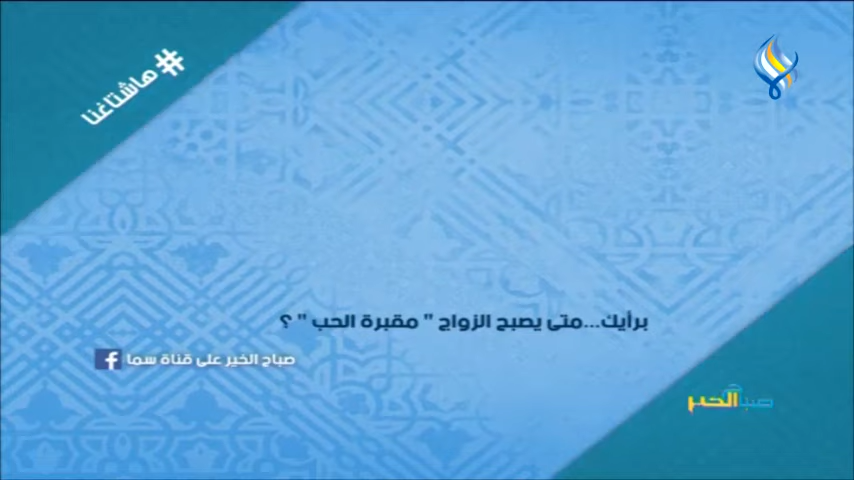 #هاشتاغنا
برأيك...متى يصبح الزواج " مقبرة الحب " ؟
صباح الخير على قناة سما
صباح الخير